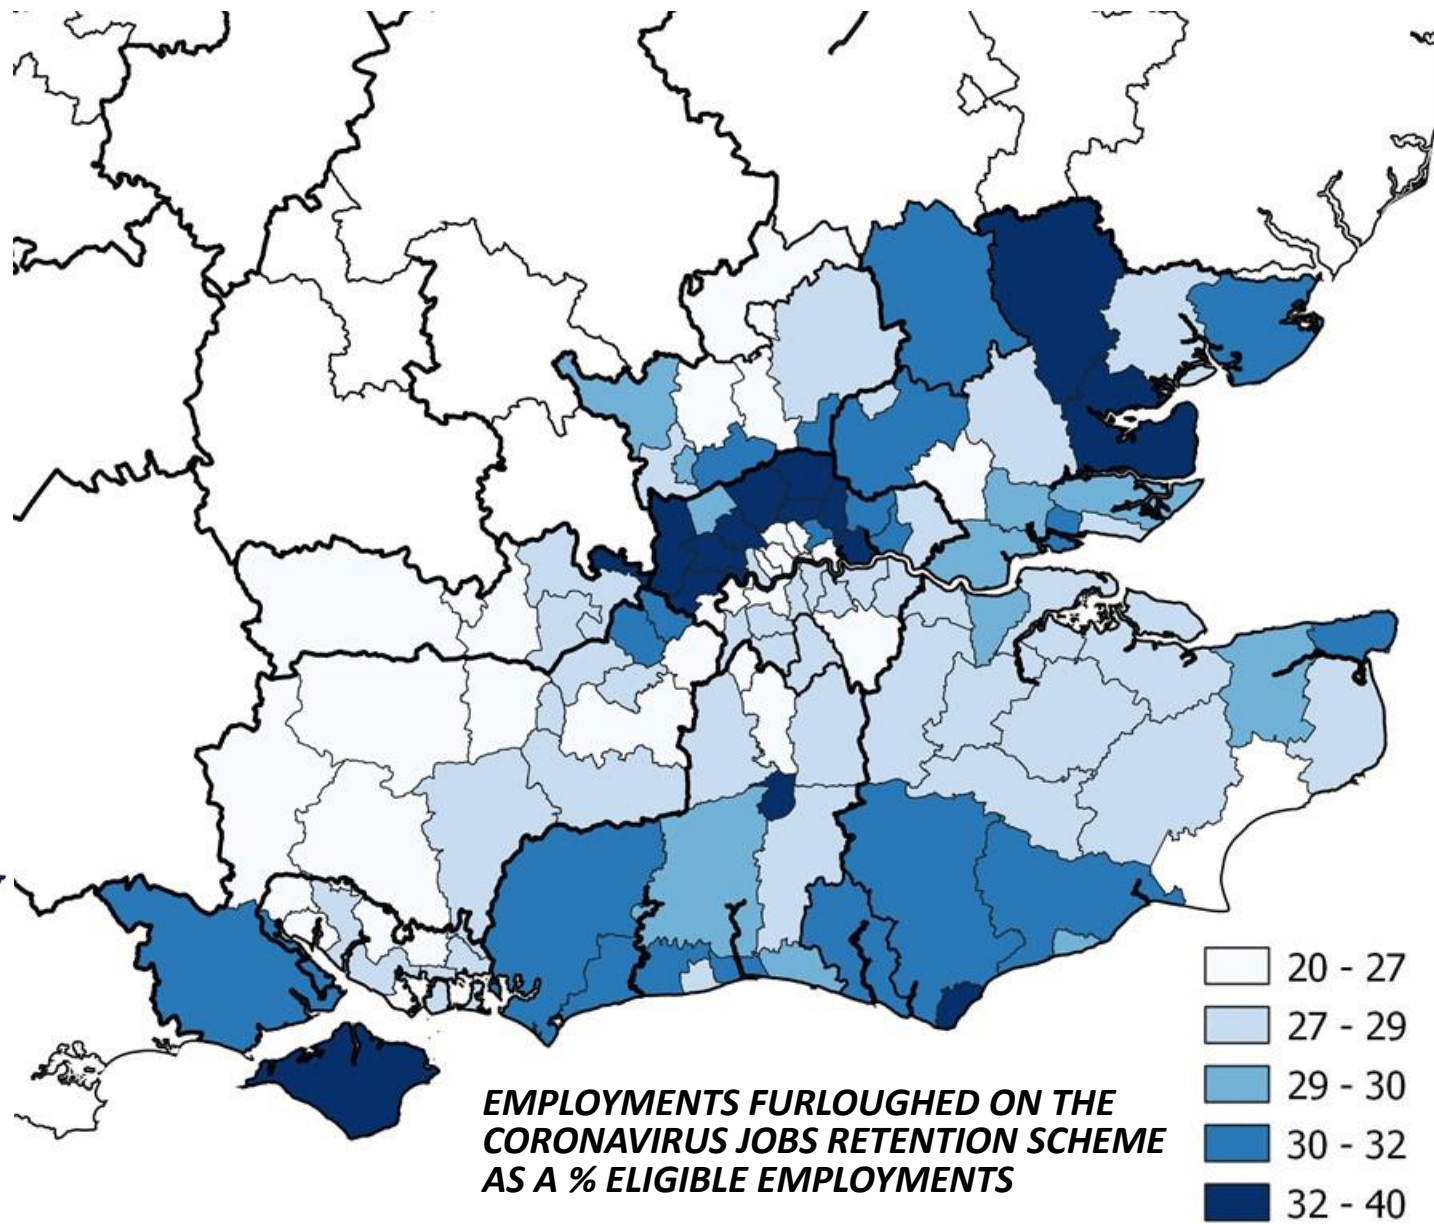 20 - 27
27 - 29
29 - 30
30 - 32
32 - 40
EMPLOYMENTS FURLOUGHED ON THE
CORONAVIRUS JOBS RETENTION SCHEME
AS A % ELIGIBLE EMPLOYMENTS